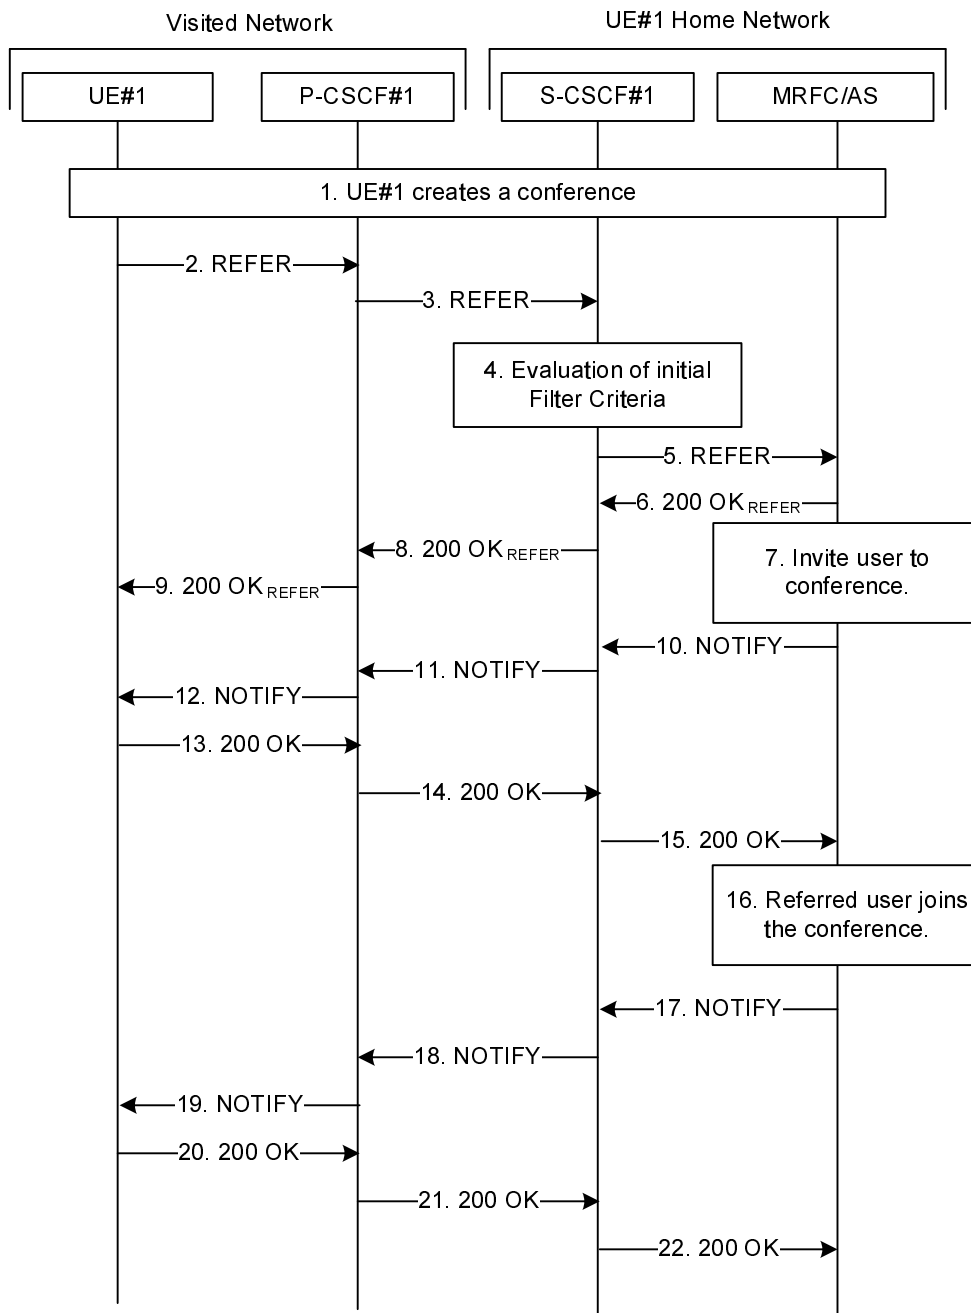 Visited Network
UE#1 Home Network
UE#1
P-CSCF#1
S-CSCF#1
MRFC/AS
1. UE#1 creates a conference
2. REFER
3. REFER
4. Evaluation of initial
Filter Criteria
5. REFER
6. 200 OK REFER
8. 200 OK REFER
7. Invite user to
conference.
9. 200 OK REFER
10. NOTIFY
11. NOTIFY
12. NOTIFY
13. 200 OK
14. 200 OK
15. 200 OK
16. Referred user joins
the conference.
17. NOTIFY
18. NOTIFY
19. NOTIFY
20. 200 OK
21. 200 OK
22. 200 OK